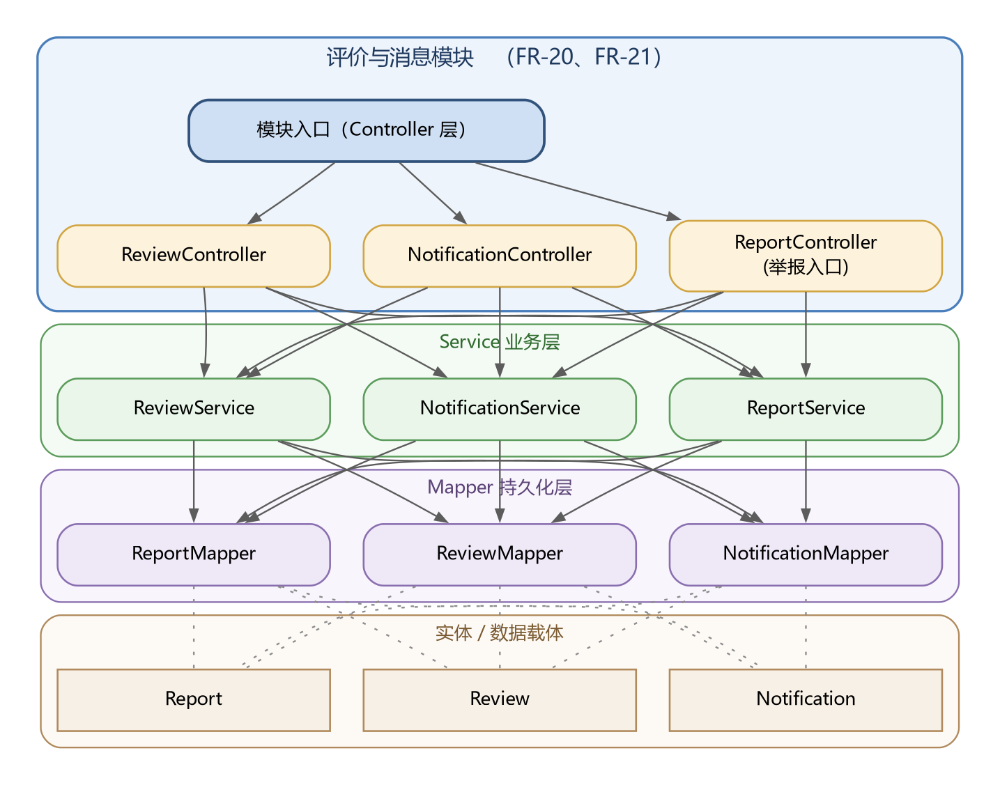 评价与消息模块　（FR-20、FR-21）
模块入口（Controller 层）
ReviewController
NotificationController
ReportController
(举报入口)
Service 业务层
ReviewService
NotificationService
ReportService
Mapper 持久化层
ReportMapper
ReviewMapper
NotificationMapper
实体 / 数据载体
Report
Review
Notification